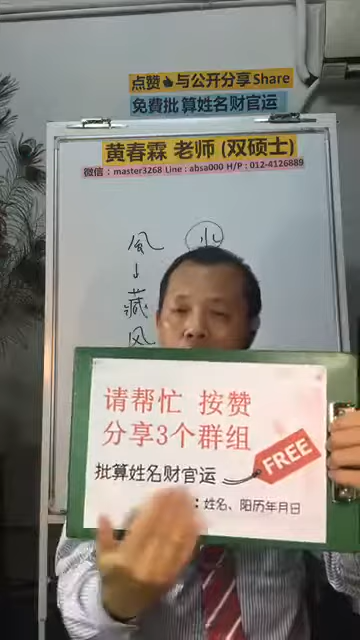 点赞👍与公开分享Share
免費批算姓名财官运
黄春霖 老师 (双硕士)
微信：master3268 Line : absa000 H/P : 012-4126889
風 水
↓
藏
风
请帮忙 按赞
分享3个群组
FREE
批算姓名财官运
：姓名、阳历年月日